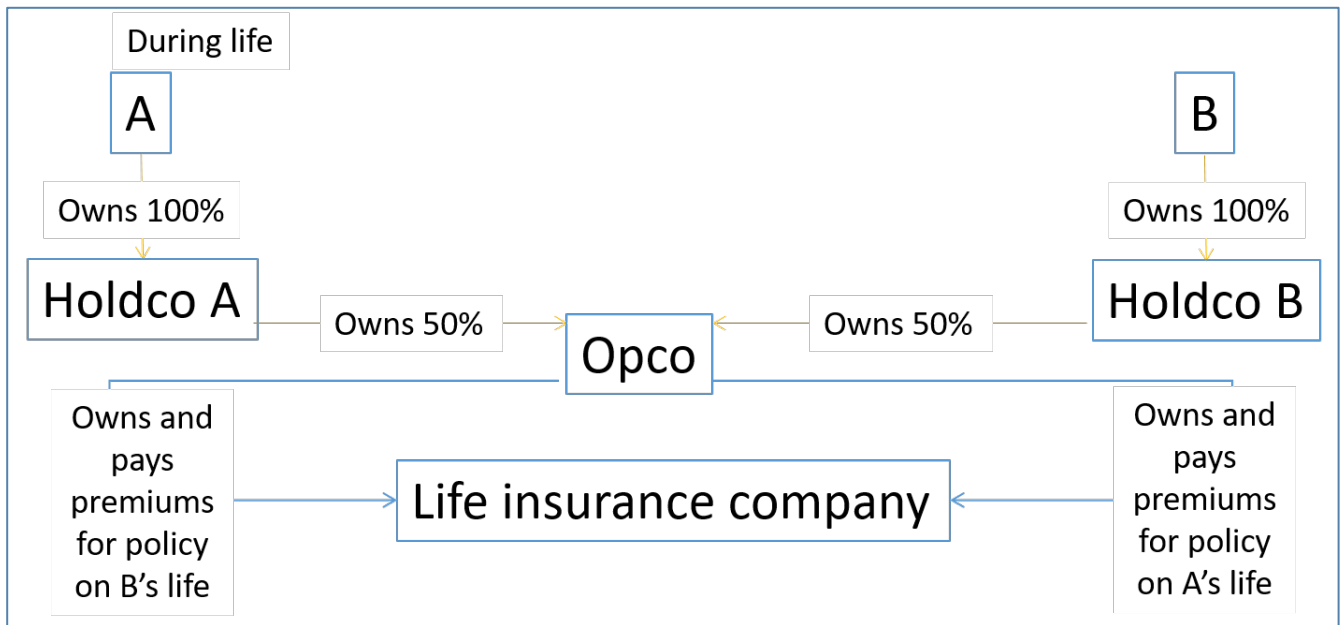 During life
A
B
Owns 100%
Owns 100%
Holdco A
Holdco B
Owns 50%
Owns 50%
Opco
Owns and
pays
premiums
for policy
on B’s life
Life insurance company
Owns and
pays
premiums
for policy
on A’s life